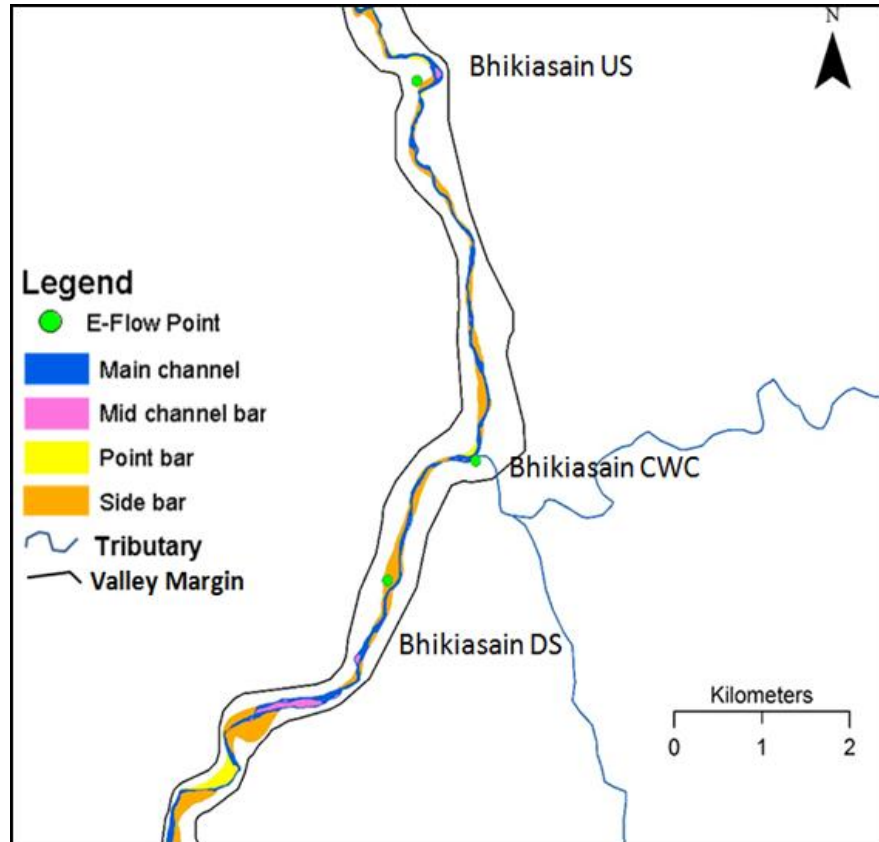 N
Bhikiasain US
Legend
E-Flow Point
Main channel
Mid channel bar
Point bar
Side bar
Tributary
Valley Margin
Bhikiasain CWC
Bhikiasain DS
Kilometers
0 1 2